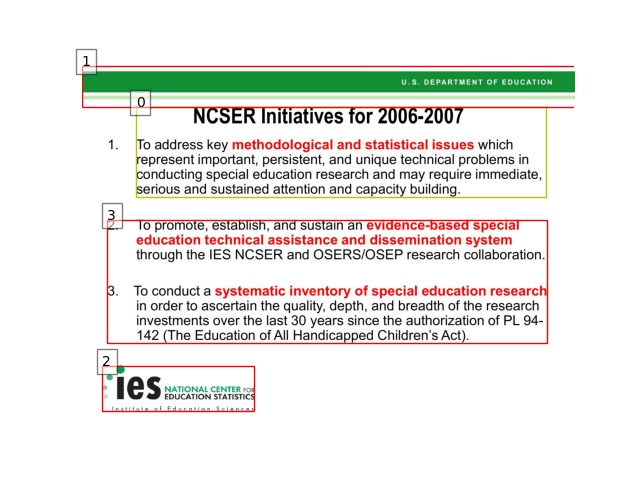 1
U.S. DEPARTMENT OF EDUCATION
0
NCSER Initiatives for 2006-2007
1. To address key methodological and statistical issues which
represent important, persistent, and unique technical problems in
conducting special education research and may require immediate,
serious and sustained attention and capacity building.
3
2. To promote, establish, and sustain an evidence-based special
education technical assistance and dissemination system
through the IES NCSER and OSERS/OSEP research collaboration.
3. To conduct a systematic inventory of special education research
in order to ascertain the quality, depth, and breadth of the research
investments over the last 30 years since the authorization of PL 94-
142 (The Education of All Handicapped Children's Act).
2
ies NATIONAL CENTER FOR
EDUCATION STATISTICS
Institute of Education Sciences